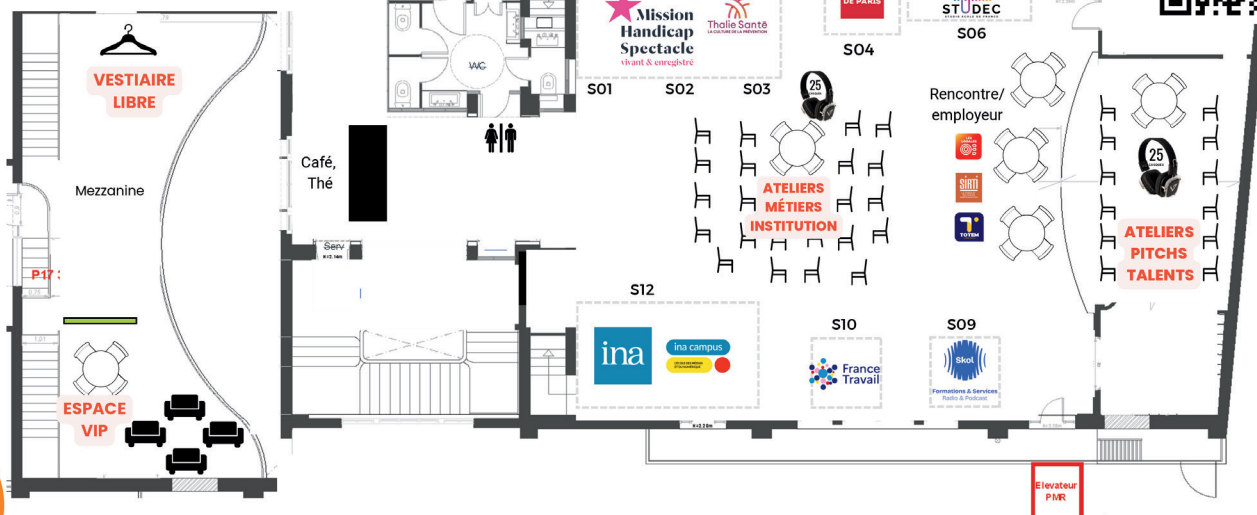 VESTIAIRE
LIBRE
Mezzanine
P17
ESPACE
VIP
Café,
Thé
WC
Serv
Mission
Handicap
Spectacle
vivant & enregistré
Thalie Santé
LA CULTURE DE LA PRÉVENTION
DE PARIS
STUDEC
STUDIO ECOLE DE FRANCE
S01
S02
S03
S04
S06
25
Rencontre/
employeur
SIRTI
TOTEM
ATELIERS
MÉTIERS
INSTITUTION
25
ATELIERS
PITCHS
TALENTS
S12
ina
ina campus
S10
France
Travail
S09
Skol
Formations & Services
Radio & Podcast
Elevateur
PMR